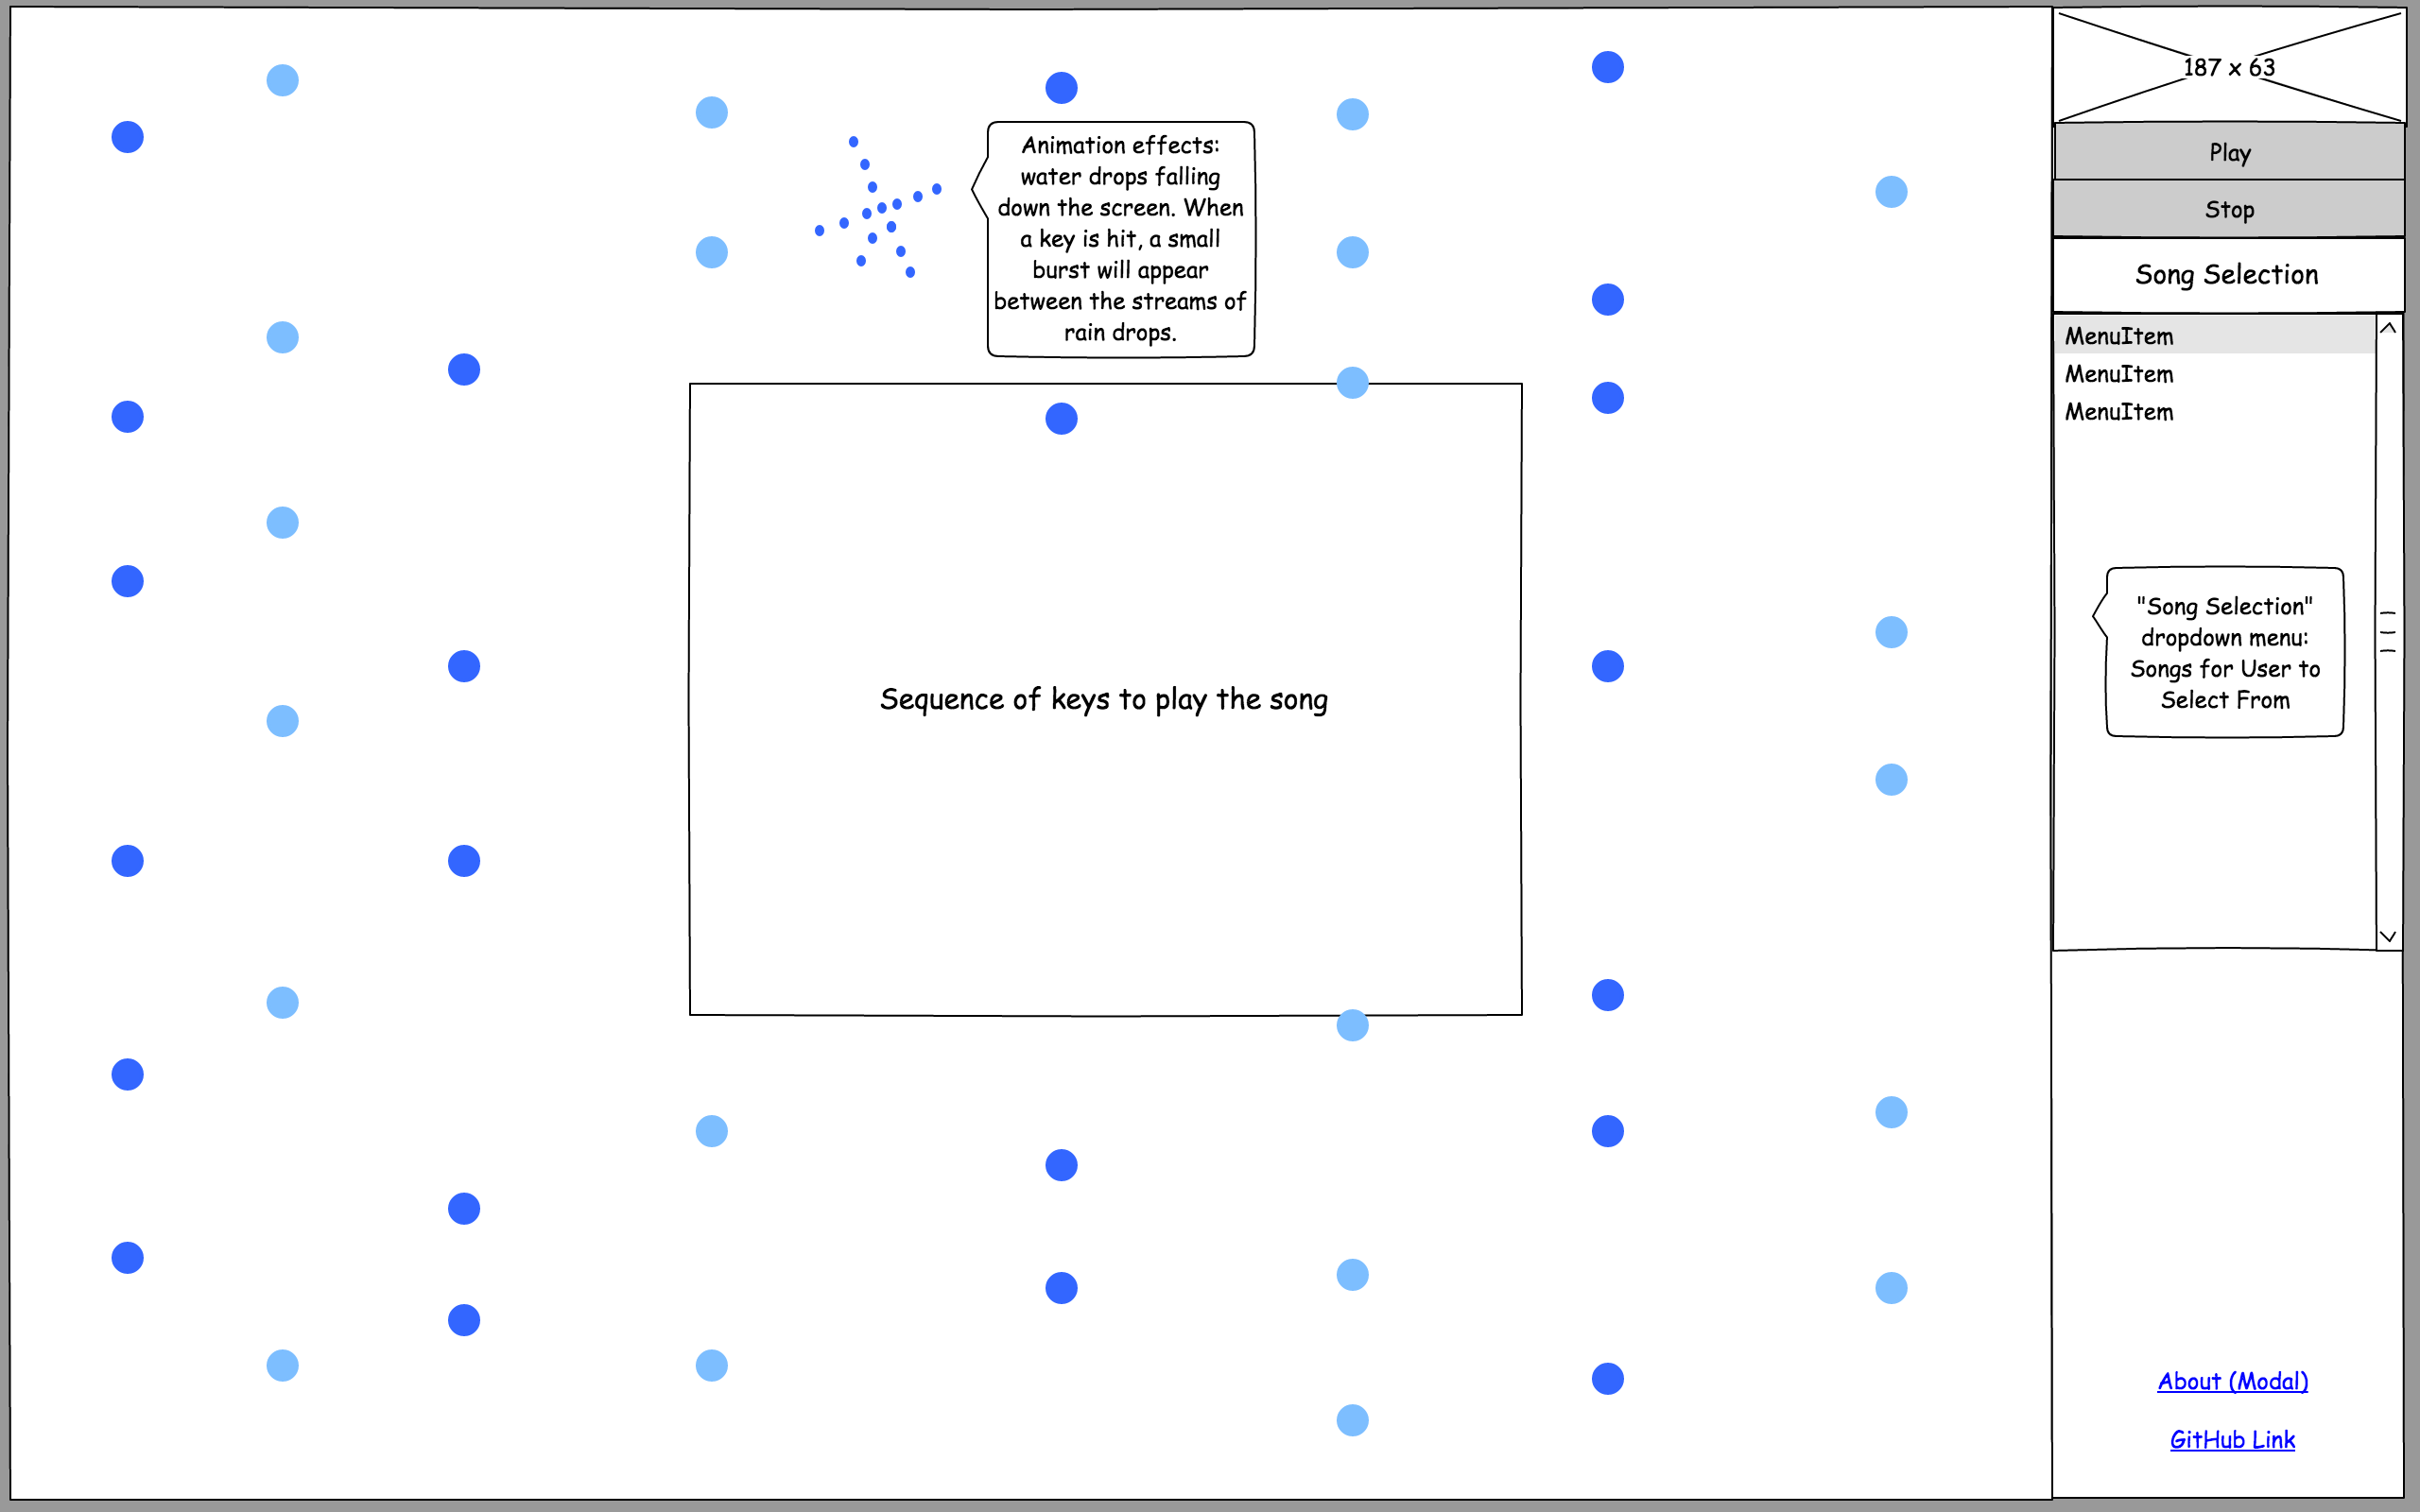 187 x 63
Play
Stop
Song Selection
MenuItem
MenuItem
MenuItem
Animation effects:
water drops falling
down the screen. When
a key is hit, a small
burst will appear
between the streams of
rain drops.
Sequence of keys to play the song
"Song Selection"
dropdown menu:
Songs for User to
Select From
About (Modal)
GitHub Link